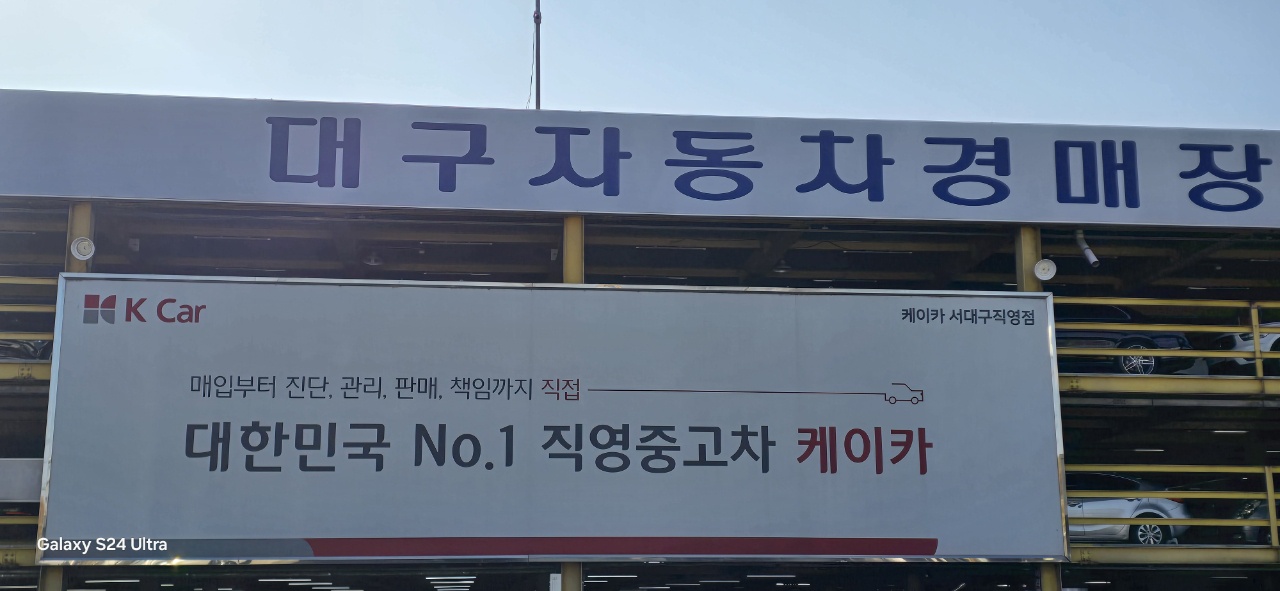 대구자동차경매장
K Car
케이카 서대구직영점
매입부터 진단, 관리, 판매, 책임까지 직접
대한민국 No.1 직영중고차 케이카
Galaxy S24 Ultra